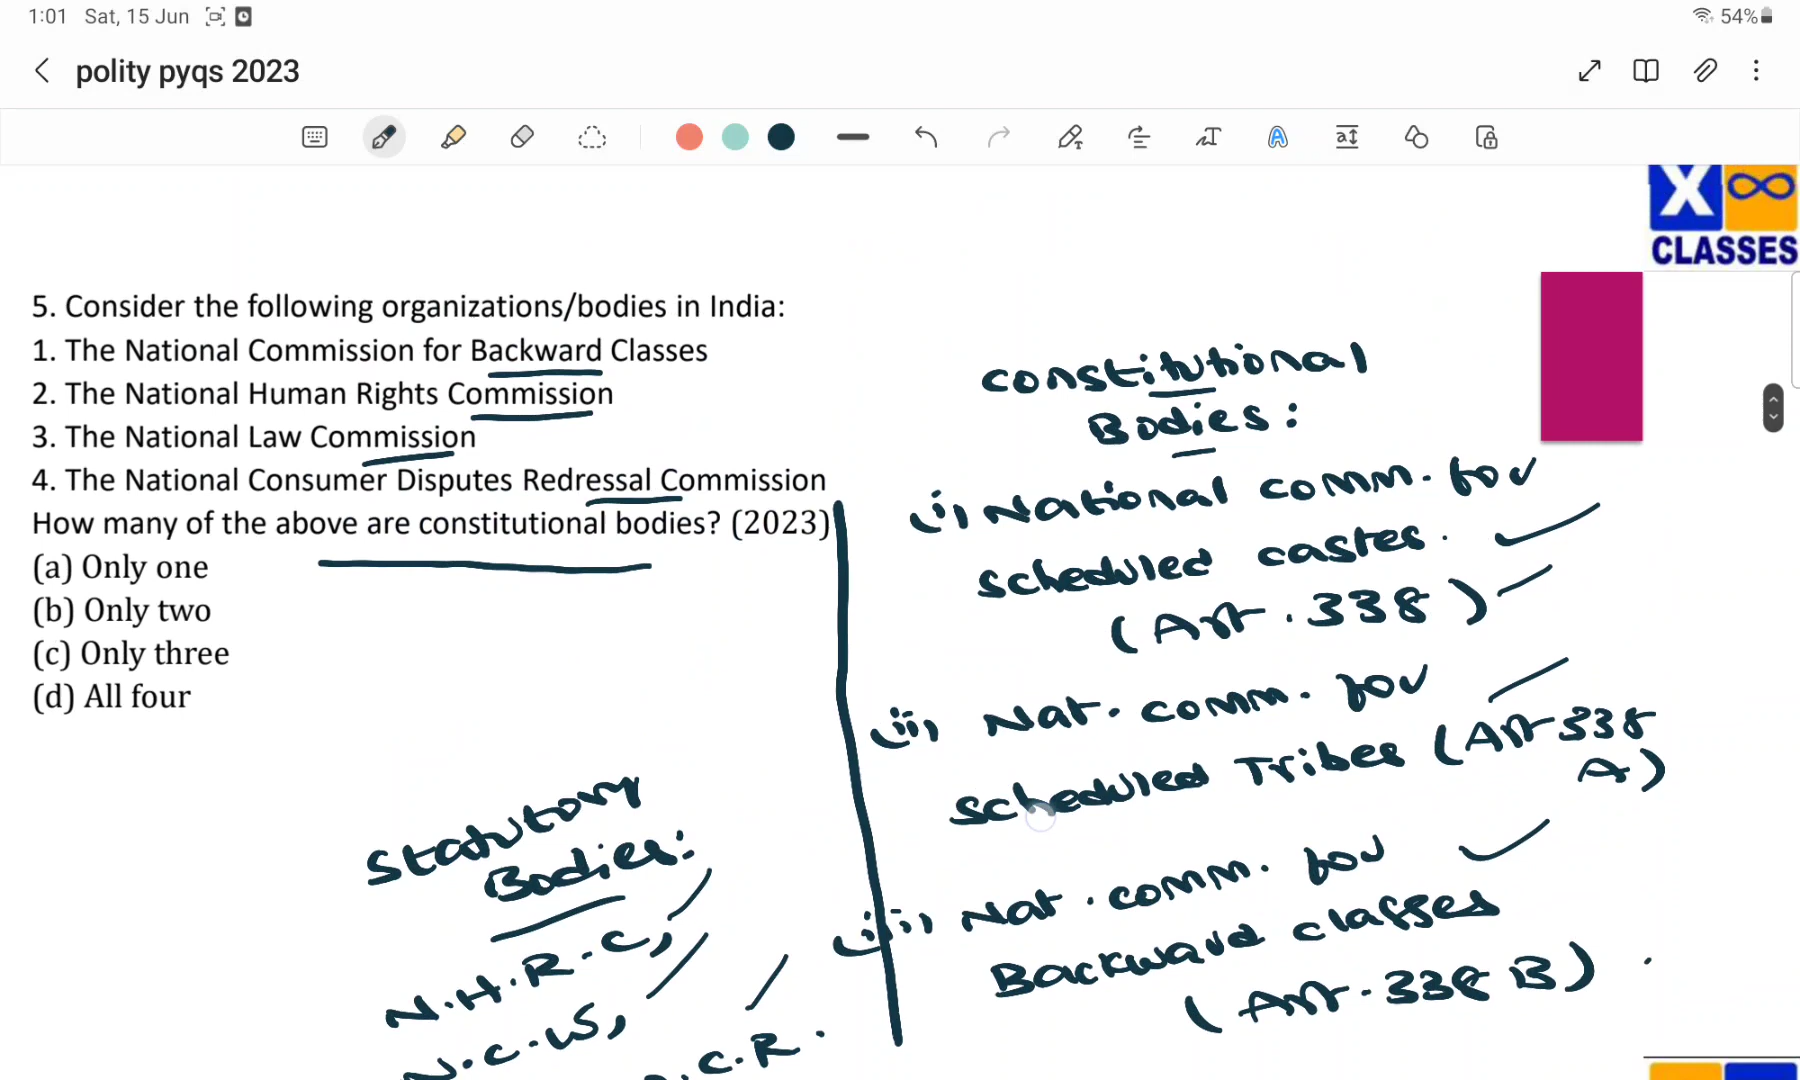 1:01 Sat, 15 Jun
54%
polity pyqs 2023
X ∞
CLASSES
5. Consider the following organizations/bodies in India:
1. The National Commission for Backward Classes
2. The National Human Rights Commission
3. The National Law Commission
4. The National Consumer Disputes Redressal Commission
How many of the above are constitutional bodies? (2023)
(a) Only one
(b) Only two
(c) Only three
(d) All four
Statutory
Bodies:
N.H.R.C,
N.C.W,
.C.R.
constitutional
Bodies:
(i) National comm. for
scheduled castes.
(Art. 338)
(ii) Nat. comm. for
scheduled Tribes (Art-338
A)
(iii) Nat. comm. for
Backward classes
(Art-338 B)